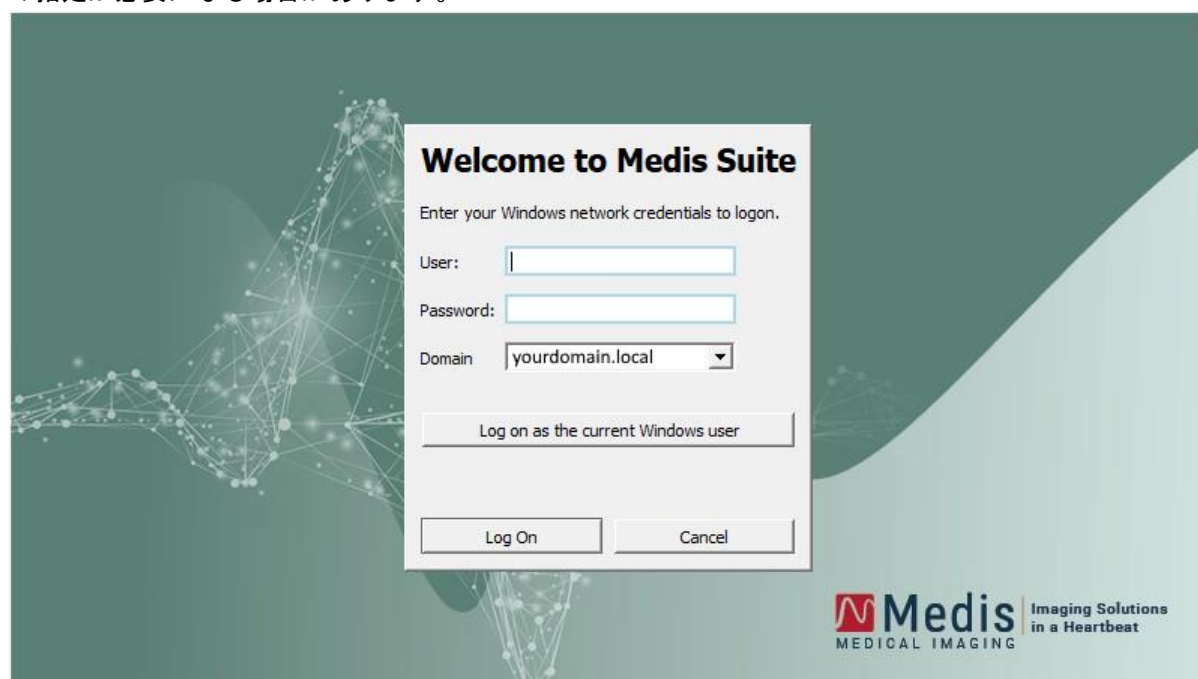 Welcome to Medis Suite
Enter your Windows network credentials to logon.
User:
Password:
Domain yourdomain.local
Log on as the current Windows user
Log On Cancel
Medis Imaging Solutions
in a Heartbeat
MEDICAL IMAGING